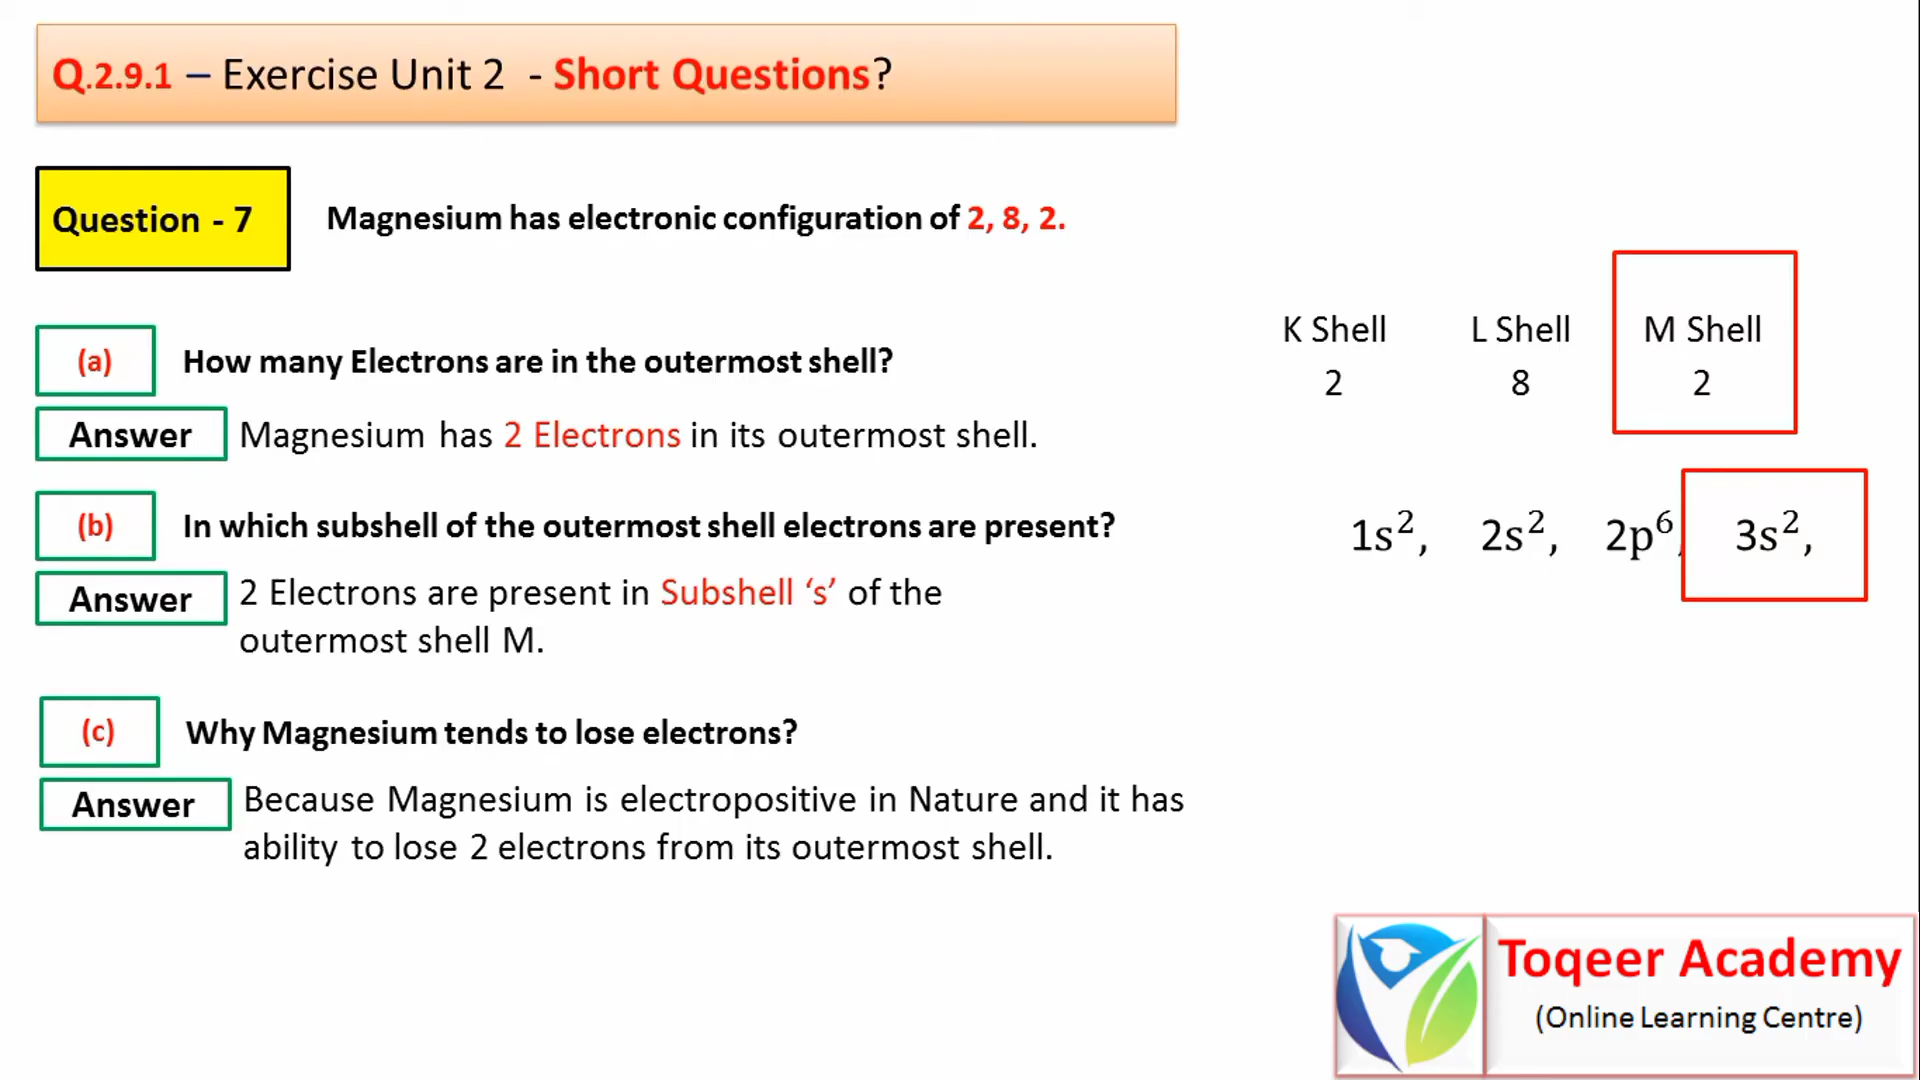 Q.2.9.1 – Exercise Unit 2 - Short Questions?
Question - 7
Magnesium has electronic configuration of 2, 8, 2.
(a)
How many Electrons are in the outermost shell?
Answer
Magnesium has 2 Electrons in its outermost shell.
(b)
In which subshell of the outermost shell electrons are present?
Answer
2 Electrons are present in Subshell ‘s’ of the
outermost shell M.
(c)
Why Magnesium tends to lose electrons?
Answer
Because Magnesium is electropositive in Nature and it has
ability to lose 2 electrons from its outermost shell.
K Shell L Shell M Shell
2 8 2
1s², 2s², 2p⁶, 3s²,
Toqeer Academy
(Online Learning Centre)